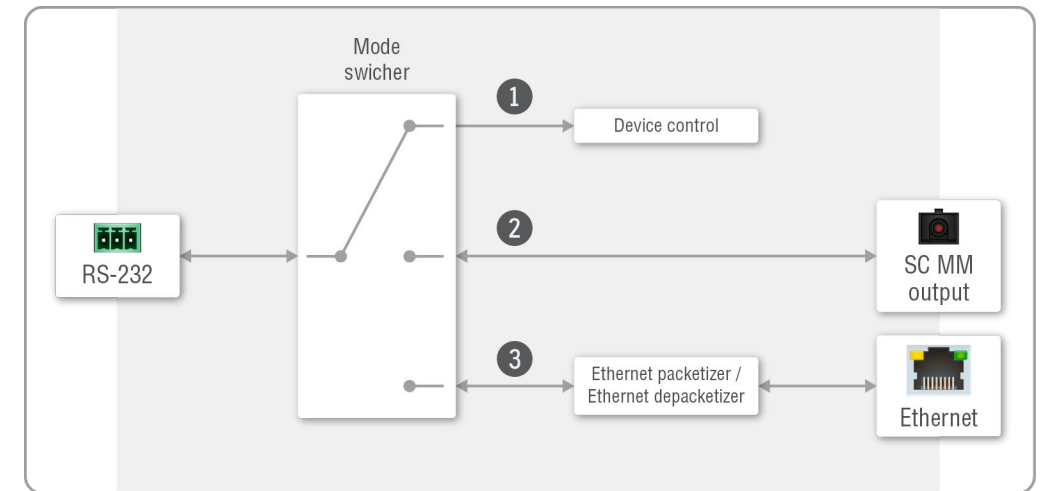 Mode
swicher
1
Device control
2
RS-232
SC MM
output
3
Ethernet packetizer /
Ethernet depacketizer
Ethernet